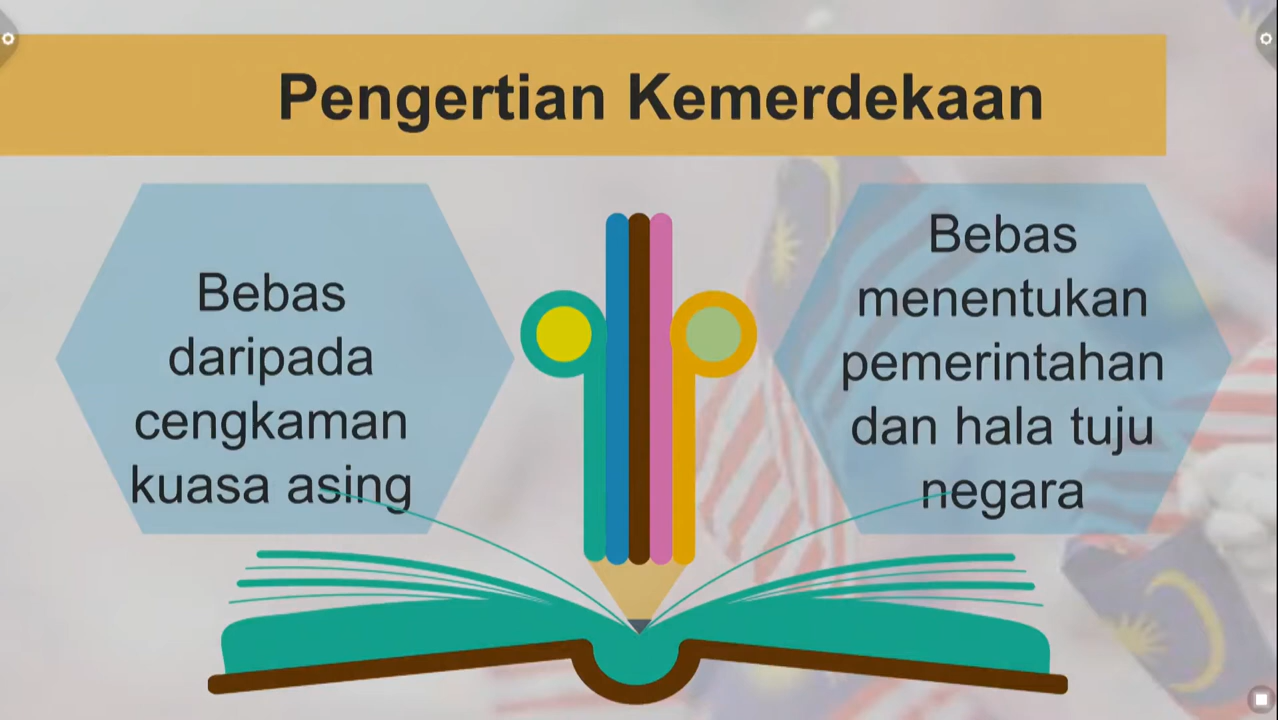 Pengertian Kemerdekaan
Bebas
daripada
cengkaman
kuasa asing
Bebas
menentukan
pemerintahan
dan hala tuju
negara